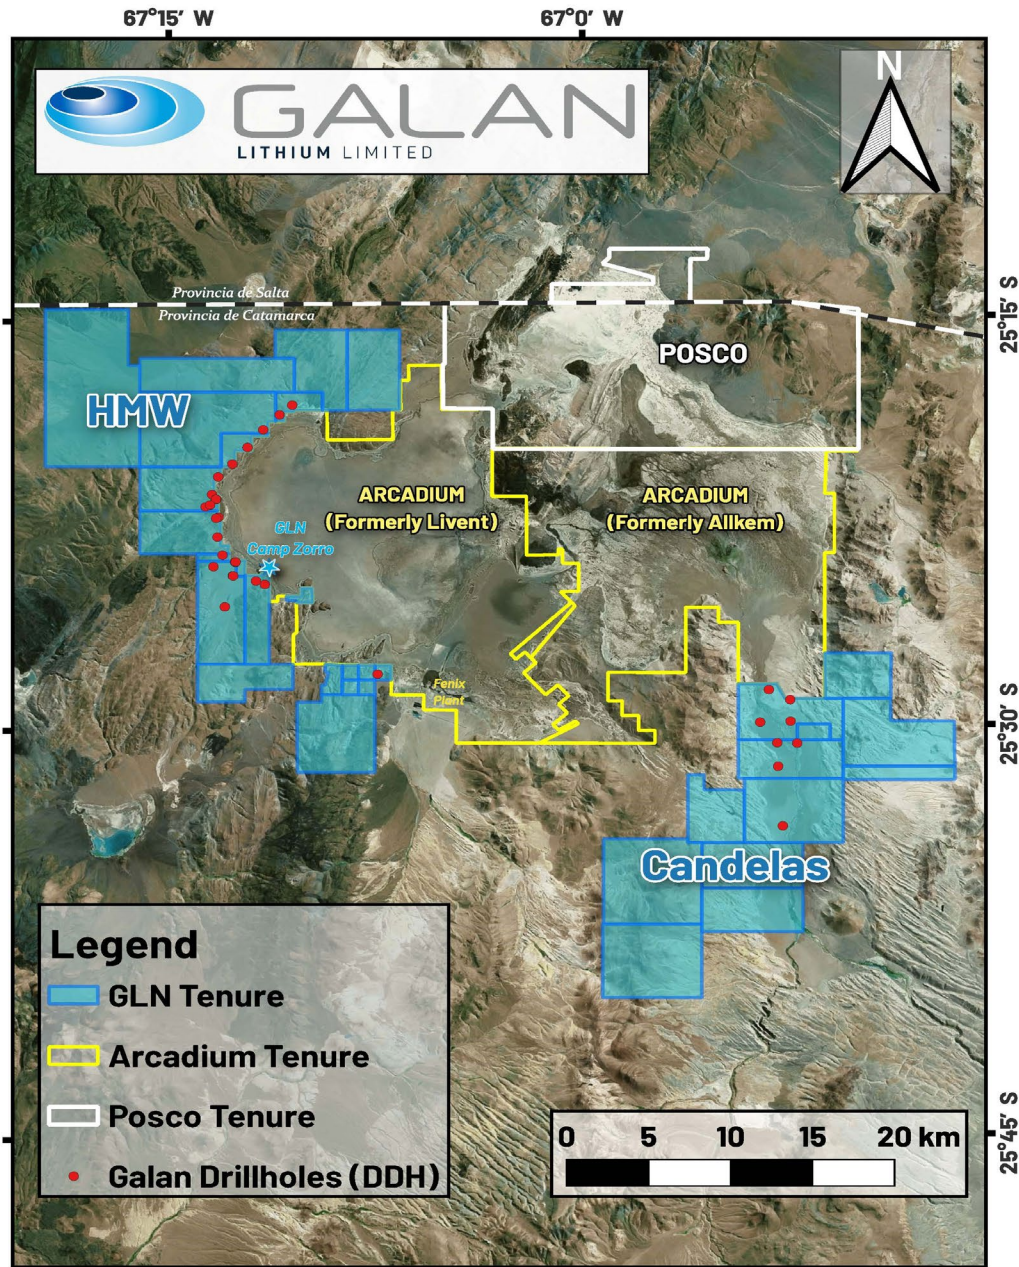 67°15' W
67°0' W
GALAN
LITHIUM LIMITED
N
Provincia de Salta
Provincia de Catamarca
25°15' S
POSCO
HMW
ARCADIUM
(Formerly Livent)
ARCADIUM
(Formerly Allkem)
GLN
Camp Zorro
Fenix
Plant
25°30' S
Candelas
Legend
GLN Tenure
Arcadium Tenure
Posco Tenure
Galan Drillholes (DDH)
0 5 10 15 20 km
25°45' S